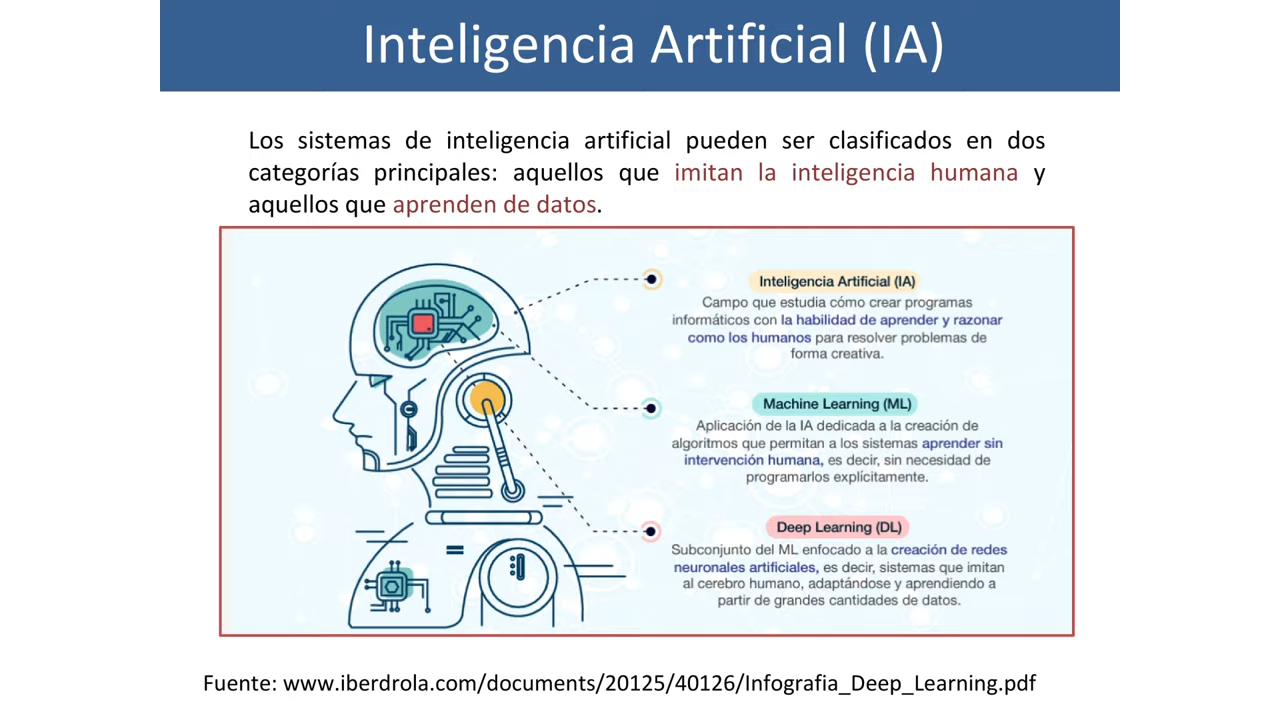 Inteligencia Artificial (IA)
Los sistemas de inteligencia artificial pueden ser clasificados en dos
categorías principales: aquellos que imitan la inteligencia humana y
aquellos que aprenden de datos.
Inteligencia Artificial (IA)
Campo que estudia cómo crear programas
informáticos con la habilidad de aprender y razonar
como los humanos para resolver problemas de
forma creativa.
Machine Learning (ML)
Aplicación de la IA dedicada a la creación de
algoritmos que permitan a los sistemas aprender sin
intervención humana, es decir, sin necesidad de
programarlos explícitamente.
Deep Learning (DL)
Subconjunto del ML enfocado a la creación de redes
neuronales artificiales, es decir, sistemas que imitan
al cerebro humano, adaptándose y aprendiendo a
partir de grandes cantidades de datos.
Fuente: www.iberdrola.com/documents/20125/40126/Infografia_Deep_Learning.pdf